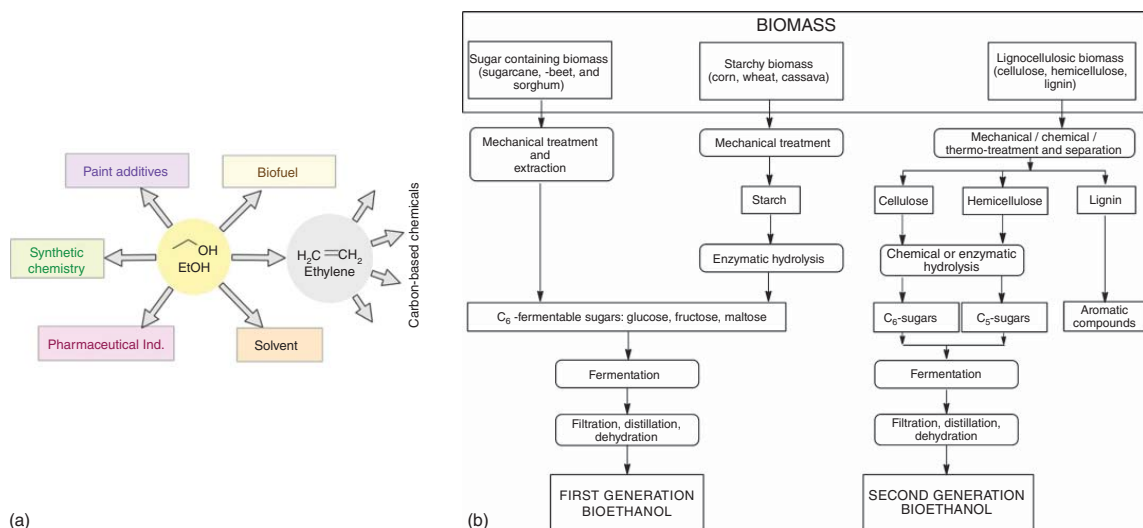 Paint additives
Biofuel
Synthetic
chemistry
OH
EtOH
H₂C
CH₂
Ethylene
Carbon-based chemicals
Pharmaceutical Ind.
Solvent
(a)
BIOMASS
Sugar containing biomass
(sugarcane, -beet, and
sorghum)
Starchy biomass
(corn, wheat, cassava)
Lignocellulosic biomass
(cellulose, hemicellulose,
lignin)
Mechanical treatment
and
extraction
Mechanical treatment
Mechanical / chemical /
thermo-treatment and separation
Starch
Cellulose
Hemicellulose
Lignin
Enzymatic hydrolysis
Chemical or enzymatic
hydrolysis
C₆ -fermentable sugars: glucose, fructose, maltose
C₆-sugars
C₅-sugars
Aromatic
compounds
Fermentation
Fermentation
Filtration, distillation,
dehydration
Filtration, distillation,
dehydration
FIRST GENERATION
BIOETHANOL
SECOND GENERATION
BIOETHANOL
(b)